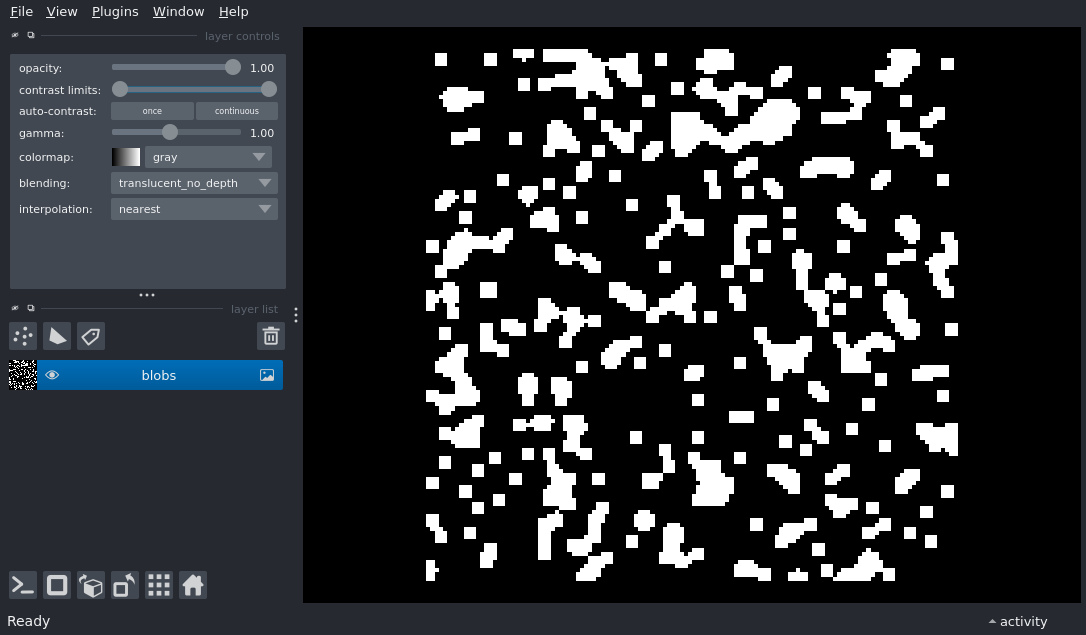 File View Plugins Window Help
layer controls
opacity: 1.00
contrast limits:
auto-contrast: once continuous
gamma: 1.00
colormap: gray
blending: translucent_no_depth
interpolation: nearest
layer list
blobs
Ready activity